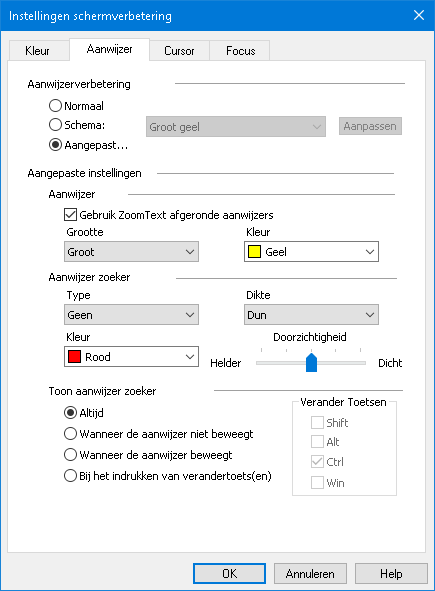 Instellingen schermverbetering
Kleur Aanwijzer Cursor Focus
Aanwijzerverbetering
Normaal
Schema: Groot geel Aanpassen
Aangepast...
Aangepaste instellingen
Aanwijzer
Gebruik ZoomText afgeronde aanwijzers
Grootte Kleur
Groot Geel
Aanwijzer zoeker
Type Dikte
Geen Dun
Kleur Doorzichtigheid
Rood Helder Dicht
Toon aanwijzer zoeker Verander Toetsen
Altijd Shift
Wanneer de aanwijzer niet beweegt Alt
Wanneer de aanwijzer beweegt Ctrl
Bij het indrukken van verandertoets(en) Win
OK Annuleren Help